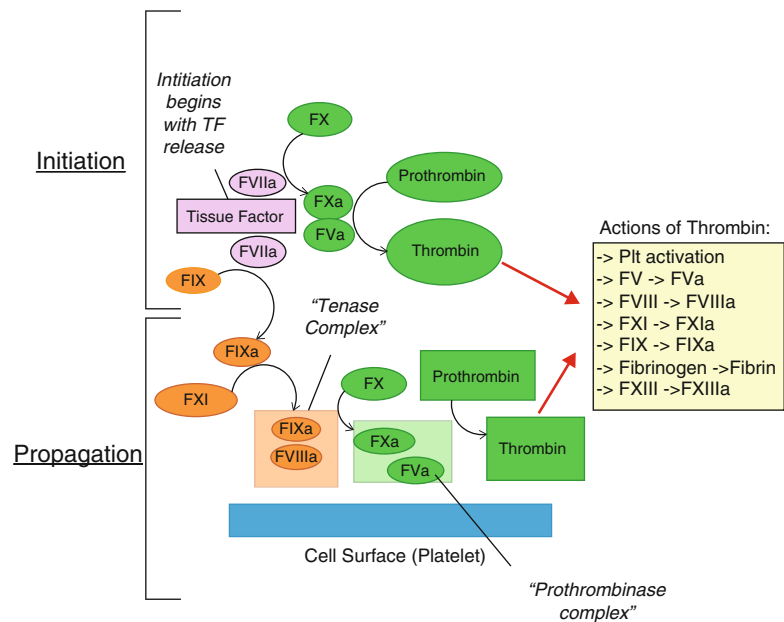 Intitiation
begins
with TF
release
Initiation
FX
FVIIa
Prothrombin
Tissue Factor
FXa
FVa
Thrombin
FVIIa
FIX
Actions of Thrombin:
-> Plt activation
-> FV -> FVa
-> FVIII -> FVIIIa
-> FXI -> FXIa
-> FIX -> FIXa
-> Fibrinogen ->Fibrin
-> FXIII ->FXIIIa
Propagation
“Tenase
Complex”
FIXa
FXI
FIXa
FVIIIa
FX
FXa
FVa
Prothrombin
Thrombin
Cell Surface (Platelet)
“Prothrombinase
complex”